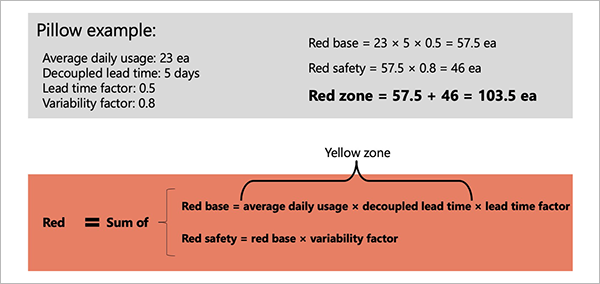 Pillow example:
Average daily usage: 23 ea
Decoupled lead time: 5 days
Lead time factor: 0.5
Variability factor: 0.8
Red base = 23 × 5 × 0.5 = 57.5 ea
Red safety = 57.5 × 0.8 = 46 ea
Red zone = 57.5 + 46 = 103.5 ea
Yellow zone
Red = Sum of
Red base = average daily usage × decoupled lead time × lead time factor
Red safety = red base × variability factor